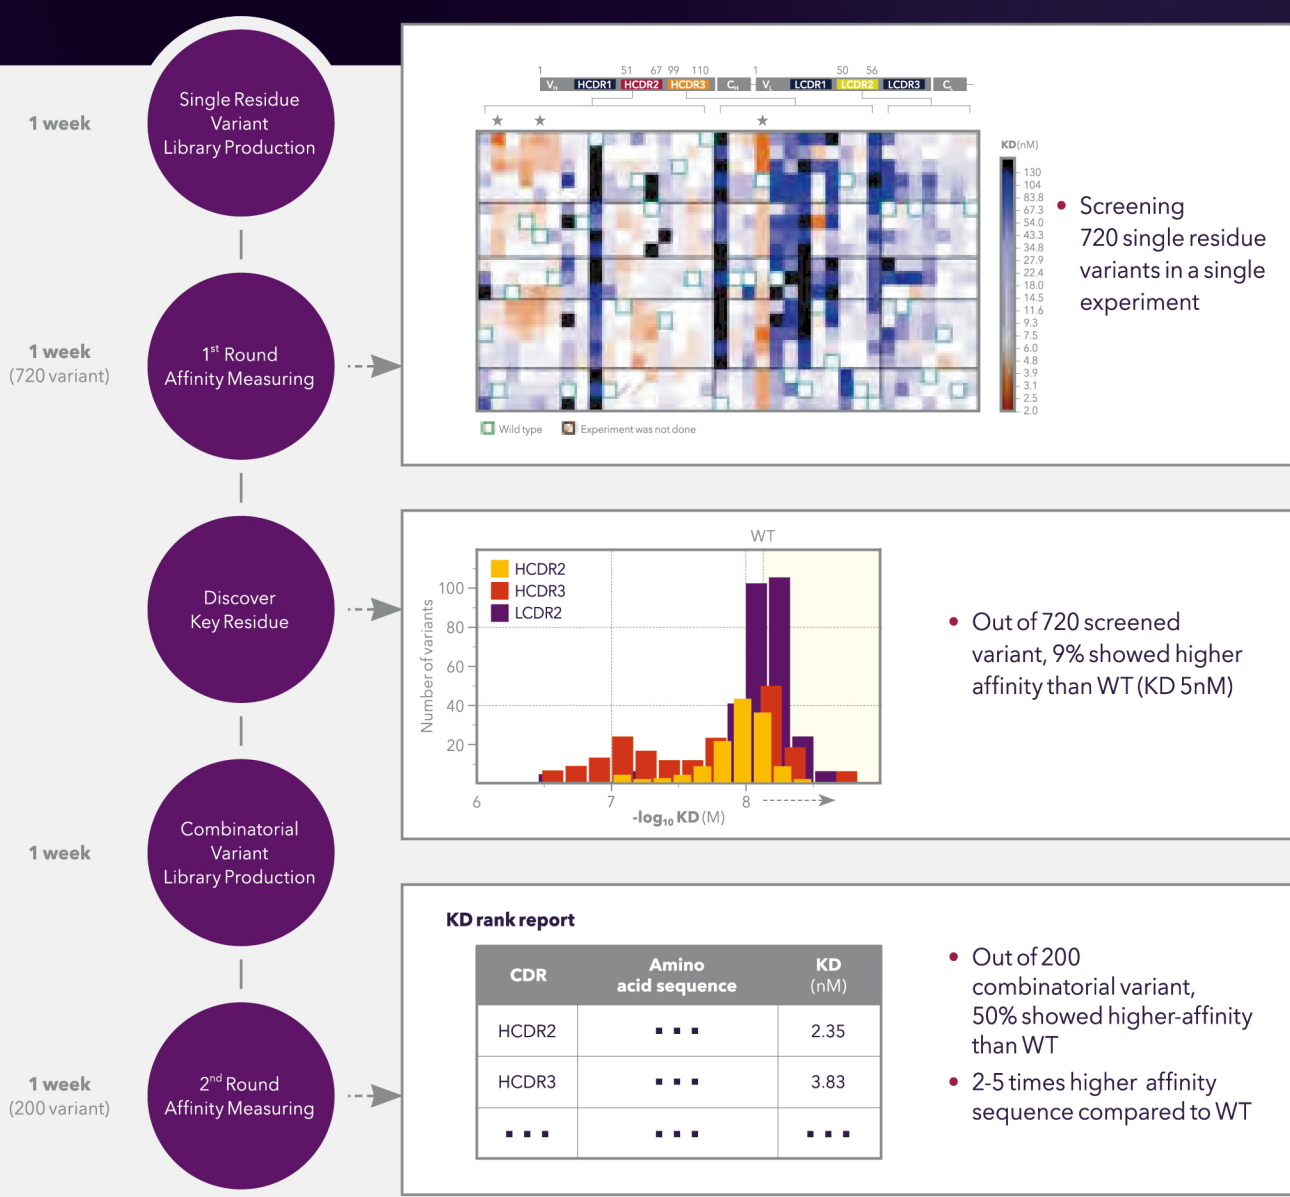 Single Residue
Variant
Library Production
1 week
1st Round
Affinity Measuring
1 week
(720 variant)
Discover
Key Residue
Combinatorial
Variant
Library Production
1 week
2nd Round
Affinity Measuring
1 week
(200 variant)
1 51 67 99 110 1 50 56
VH HCDR1 HCDR2 HCDR3 CH VL LCDR1 LCDR2 LCDR3 CL
★ ★ ★
KD(nM)
130
104
83.8
67.3
54.0
43.3
34.8
27.9
22.4
18.0
14.5
11.6
9.3
7.5
6.0
4.8
3.9
3.1
2.5
2.0
Wild type Experiment was not done
• Screening
720 single residue
variants in a single
experiment
WT
HCDR2
HCDR3
LCDR2
Number of variants
100
80
60
40
20
6 7 8
-log10 KD (M)
• Out of 720 screened
variant, 9% showed higher
affinity than WT (KD 5nM)
KD rank report
CDR Amino acid sequence KD (nM)
HCDR2 ▪ ▪ ▪ 2.35
HCDR3 ▪ ▪ ▪ 3.83
▪ ▪ ▪ ▪ ▪ ▪ ▪ ▪ ▪
• Out of 200
combinatorial variant,
50% showed higher-affinity
than WT
• 2-5 times higher affinity
sequence compared to WT